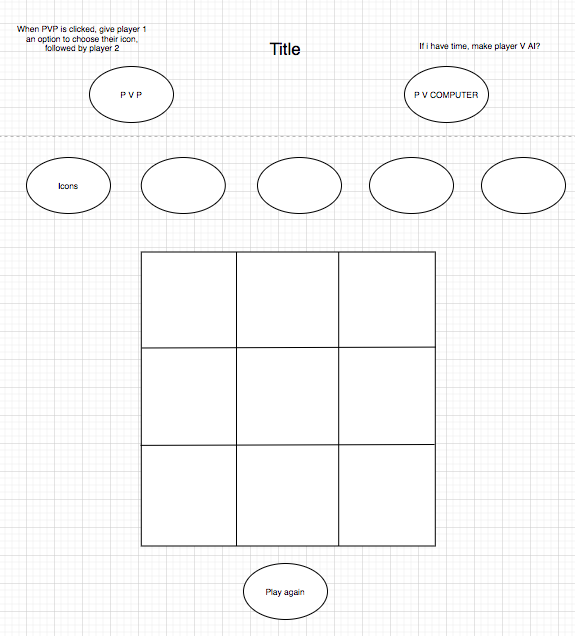 When PVP is clicked, give player 1
an option to choose their icon,
followed by player 2
Title
If i have time, make player V AI?
P V P
P V COMPUTER
Icons
Play again